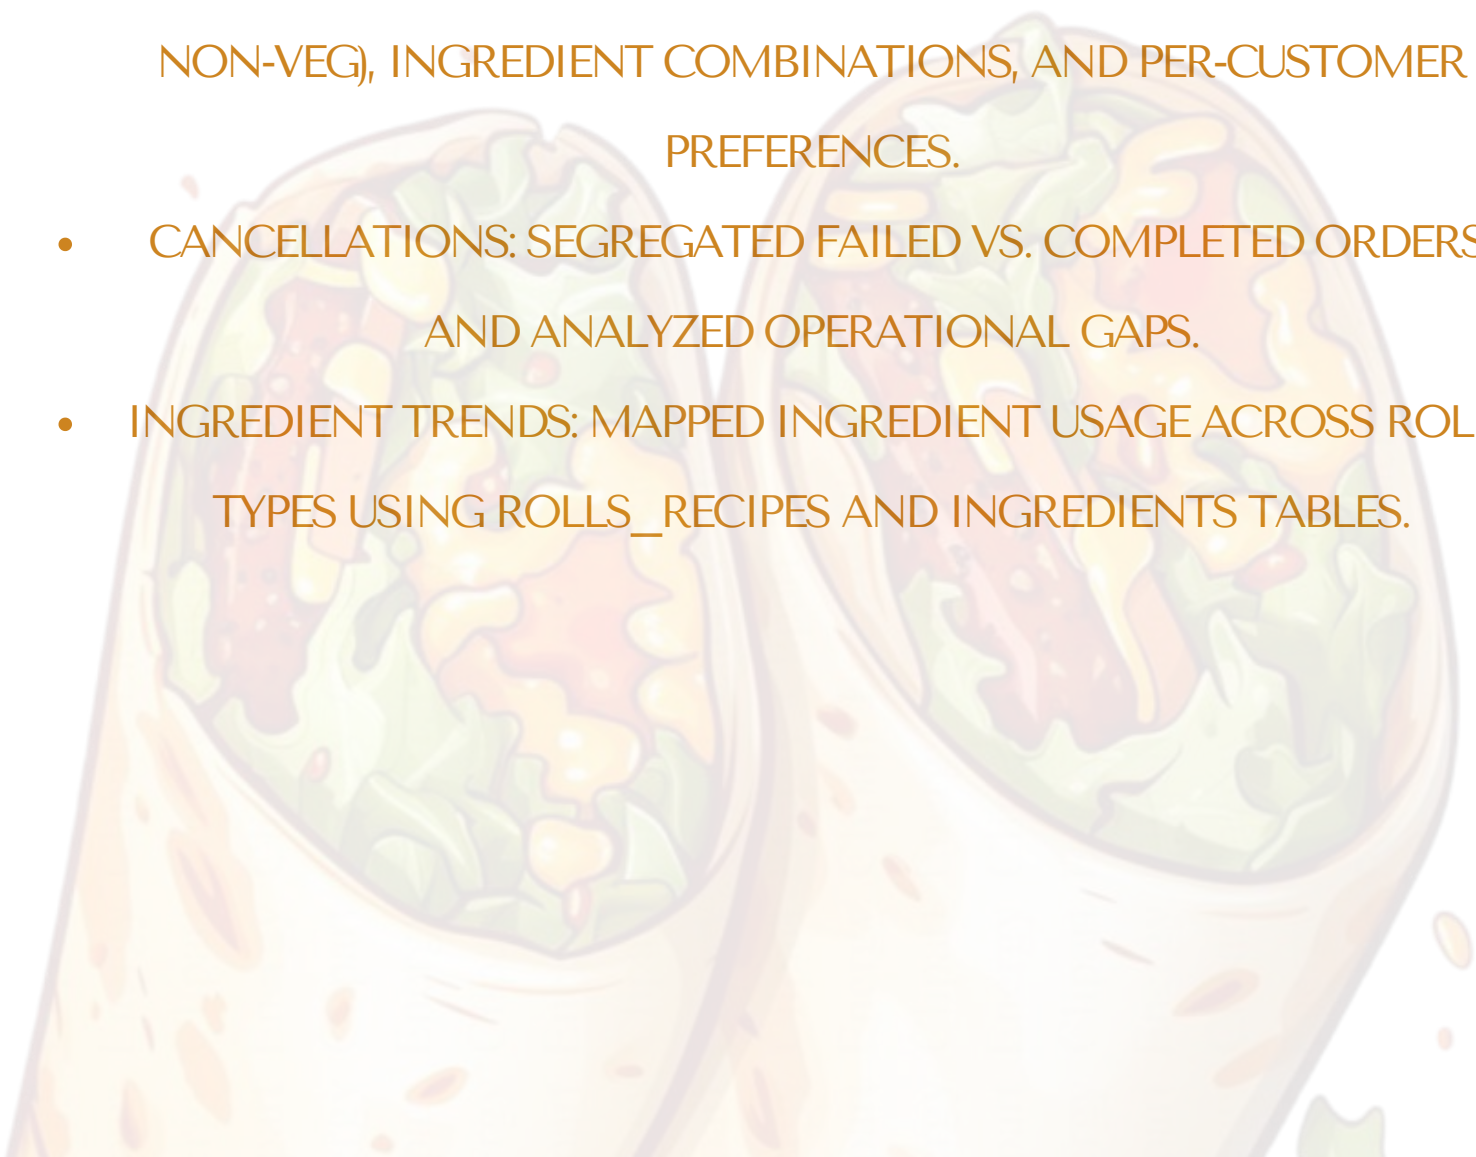 NON-VEG), INGREDIENT COMBINATIONS, AND PER-CUSTOMER
PREFERENCES.
• CANCELLATIONS: SEGREGATED FAILED VS. COMPLETED ORDERS
AND ANALYZED OPERATIONAL GAPS.
• INGREDIENT TRENDS: MAPPED INGREDIENT USAGE ACROSS ROL
TYPES USING ROLLS_RECIPES AND INGREDIENTS TABLES.